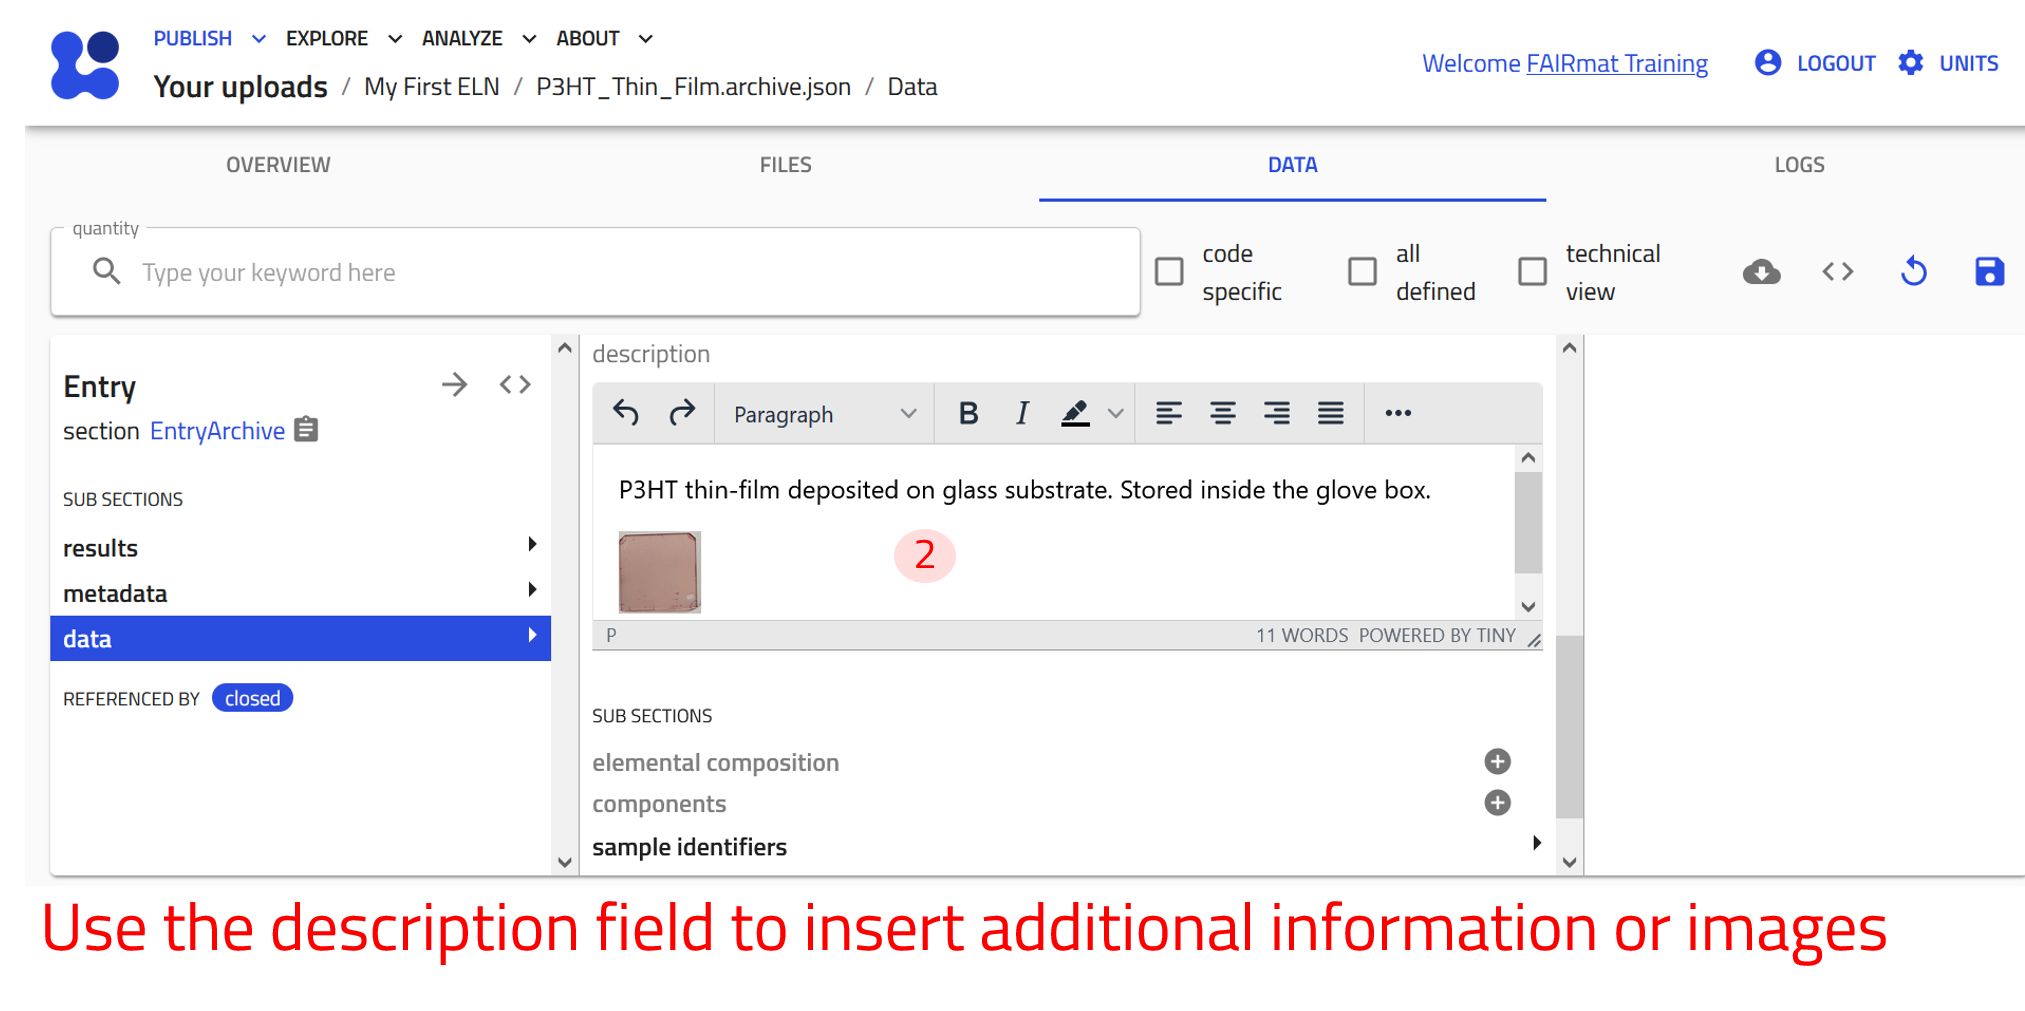 PUBLISH EXPLORE ANALYZE ABOUT
Your uploads / My First ELN / P3HT_Thin_Film.archive.json / Data
Welcome FAIRmat Training LOGOUT UNITS
OVERVIEW FILES DATA LOGS
quantity
Type your keyword here
code specific
all defined
technical view
Entry
section EntryArchive
SUB SECTIONS
results
metadata
data
REFERENCED BY closed
description
Paragraph B I
P3HT thin-film deposited on glass substrate. Stored inside the glove box.
2
P 11 WORDS POWERED BY TINY
SUB SECTIONS
elemental composition
components
sample identifiers
Use the description field to insert additional information or images